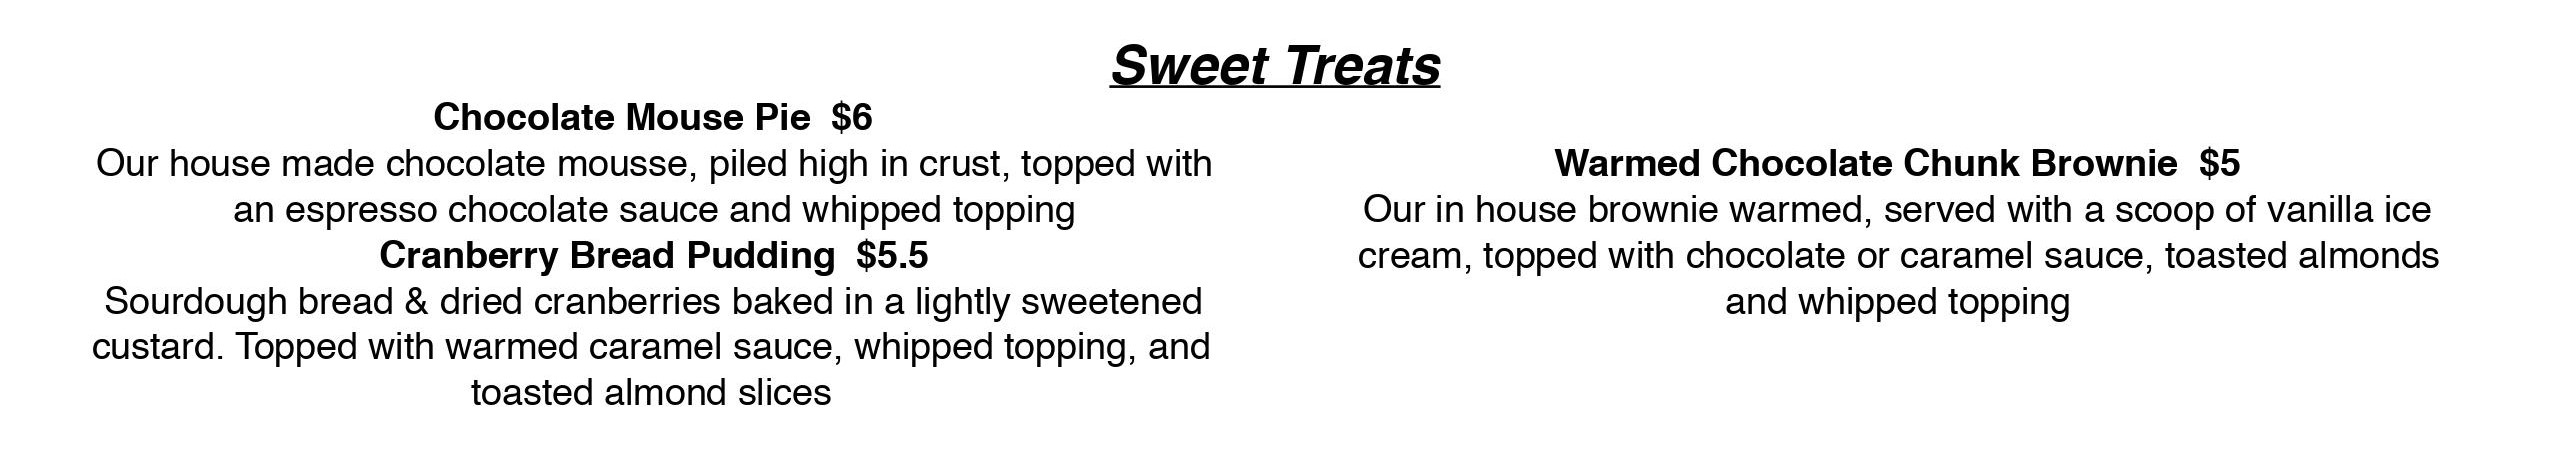 Sweet Treats
Chocolate Mouse Pie  $6
Our house made chocolate mousse, piled high in crust, topped with
an espresso chocolate sauce and whipped topping
Cranberry Bread Pudding  $5.5
Sourdough bread & dried cranberries baked in a lightly sweetened
custard. Topped with warmed caramel sauce, whipped topping, and
toasted almond slices
Warmed Chocolate Chunk Brownie  $5
Our in house brownie warmed, served with a scoop of vanilla ice
cream, topped with chocolate or caramel sauce, toasted almonds
and whipped topping